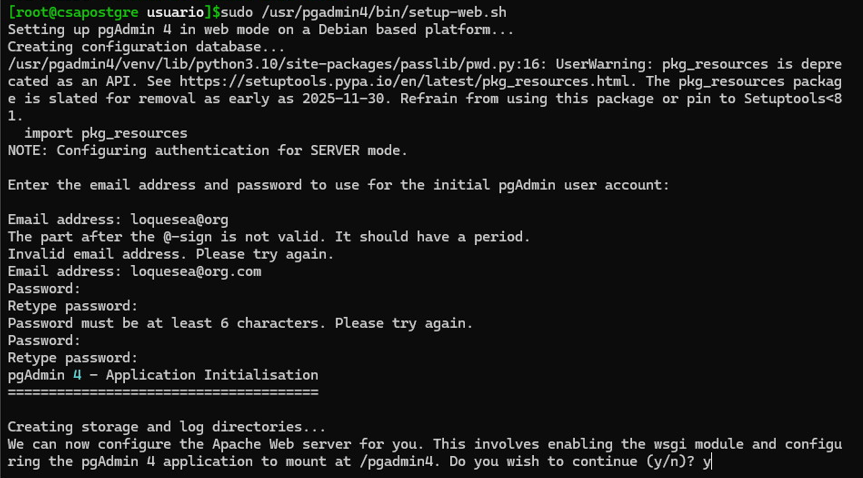 [root@csapostgre usuario]$sudo /usr/pgadmin4/bin/setup-web.sh
Setting up pgAdmin 4 in web mode on a Debian based platform...
Creating configuration database...
/usr/pgadmin4/venv/lib/python3.10/site-packages/passlib/pwd.py:16: UserWarning: pkg_resources is depre
cated as an API. See https://setuptools.pypa.io/en/latest/pkg_resources.html. The pkg_resources packag
e is slated for removal as early as 2025-11-30. Refrain from using this package or pin to Setuptools<8
1.
  import pkg_resources
NOTE: Configuring authentication for SERVER mode.

Enter the email address and password to use for the initial pgAdmin user account:

Email address: loquesea@org
The part after the @-sign is not valid. It should have a period.
Invalid email address. Please try again.
Email address: loquesea@org.com
Password:
Retype password:
Password must be at least 6 characters. Please try again.
Password:
Retype password:
pgAdmin 4 - Application Initialisation
======================================

Creating storage and log directories...
We can now configure the Apache Web server for you. This involves enabling the wsgi module and configu
ring the pgAdmin 4 application to mount at /pgadmin4. Do you wish to continue (y/n)? y